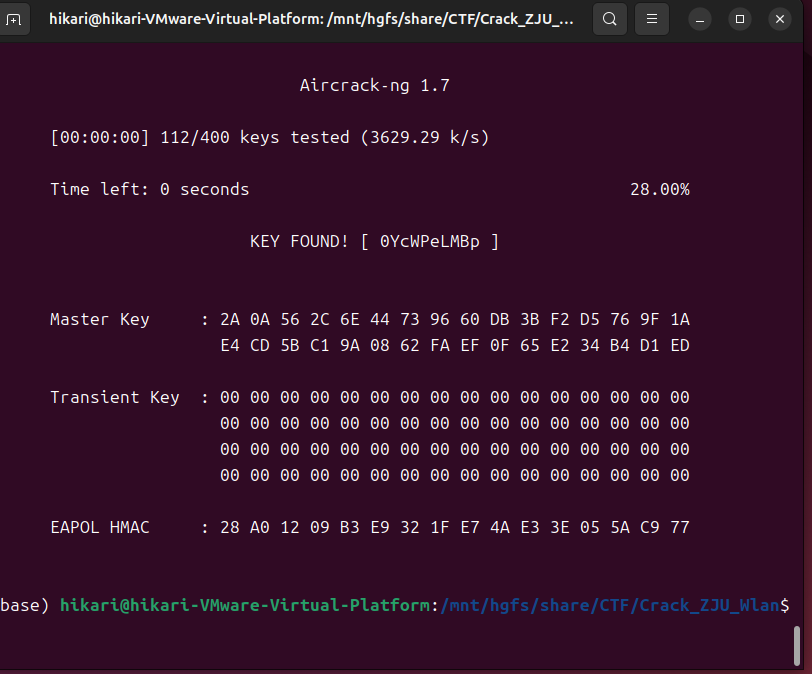 hikari@hikari-VMware-Virtual-Platform: /mnt/hgfs/share/CTF/Crack_ZJU_...
Aircrack-ng 1.7
[00:00:00] 112/400 keys tested (3629.29 k/s)
Time left: 0 seconds 28.00%
KEY FOUND! [ 0YcWPeLMBp ]
Master Key : 2A 0A 56 2C 6E 44 73 96 60 DB 3B F2 D5 76 9F 1A
E4 CD 5B C1 9A 08 62 FA EF 0F 65 E2 34 B4 D1 ED
Transient Key : 00 00 00 00 00 00 00 00 00 00 00 00 00 00 00 00
00 00 00 00 00 00 00 00 00 00 00 00 00 00 00 00
00 00 00 00 00 00 00 00 00 00 00 00 00 00 00 00
00 00 00 00 00 00 00 00 00 00 00 00 00 00 00 00
EAPOL HMAC : 28 A0 12 09 B3 E9 32 1F E7 4A E3 3E 05 5A C9 77
base) hikari@hikari-VMware-Virtual-Platform:/mnt/hgfs/share/CTF/Crack_ZJU_Wlan$